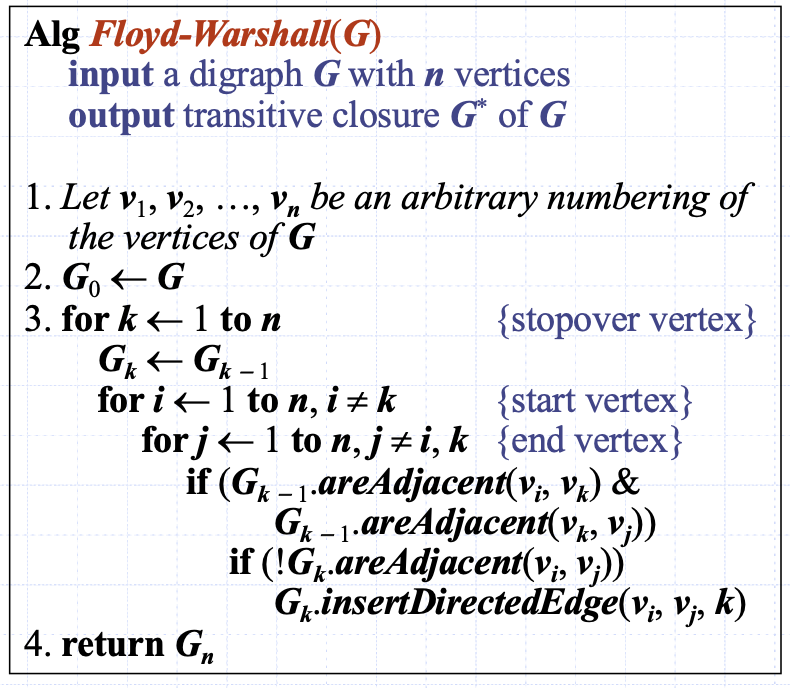 Alg Floyd-Warshall(G)
input a digraph G with n vertices
output transitive closure G* of G
1. Let v₁, v₂, …, vₙ be an arbitrary numbering of
the vertices of G
2. G₀ ← G
3. for k ← 1 to n {stopover vertex}
Gₖ ← Gₖ₋₁
for i ← 1 to n, i ≠ k {start vertex}
for j ← 1 to n, j ≠ i, k {end vertex}
if (Gₖ₋₁.areAdjacent(vᵢ, vₖ) &
Gₖ₋₁.areAdjacent(vₖ, vⱼ))
if (!Gₖ.areAdjacent(vᵢ, vⱼ))
Gₖ.insertDirectedEdge(vᵢ, vⱼ, k)
4. return Gₙ